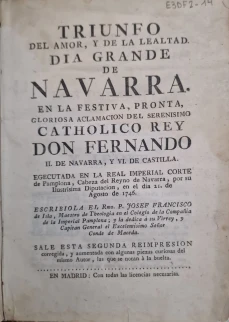 E30F2-14
TRIUNFO
DEL AMOR, Y DE LA LEALTAD.
DIA GRANDE
DE
NAVARRA.
EN LA FESTIVA, PRONTA,
GLORIOSA ACLAMACION DEL SERENISIMO
CATHOLICO REY
DON FERNANDO
II. DE NAVARRA, Y VI. DE CASTILLA.
EGECUTADA EN LA REAL IMPERIAL CORTE
de Pamplona, Cabeza del Reyno de Navarra, por su
Ilustrisima Diputacion, en el dia 21. de
Agosto de 1746.
ESCRIBIOLA EL Rmo. P. JOSEF FRANCISCO
de Isla, Maestro de Theologia en el Colegio de la Compañia
de la Imperial Pamplona; y la dedica à su Virrey, y
Capitan General el Excelentisimo Señor
Conde de Maceda.
SALE ESTA SEGUNDA REIMPRESION
corregida, y aumentada con algunas piezas curiosas del
mismo Autor, las que se notan à la buelta.
EN MADRID: Con todas las licencias necesarias.